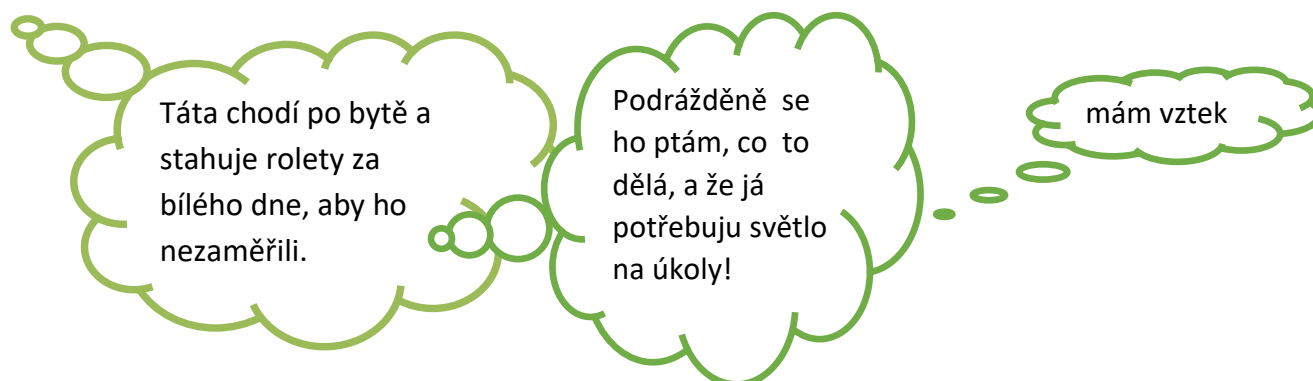 Táta chodí po bytě a
stahuje rolety za
bílého dne, aby ho
nezaměřili.
Podrážděně se
ho ptám, co to
dělá, a že já
potřebuju světlo
na úkoly!
mám vztek